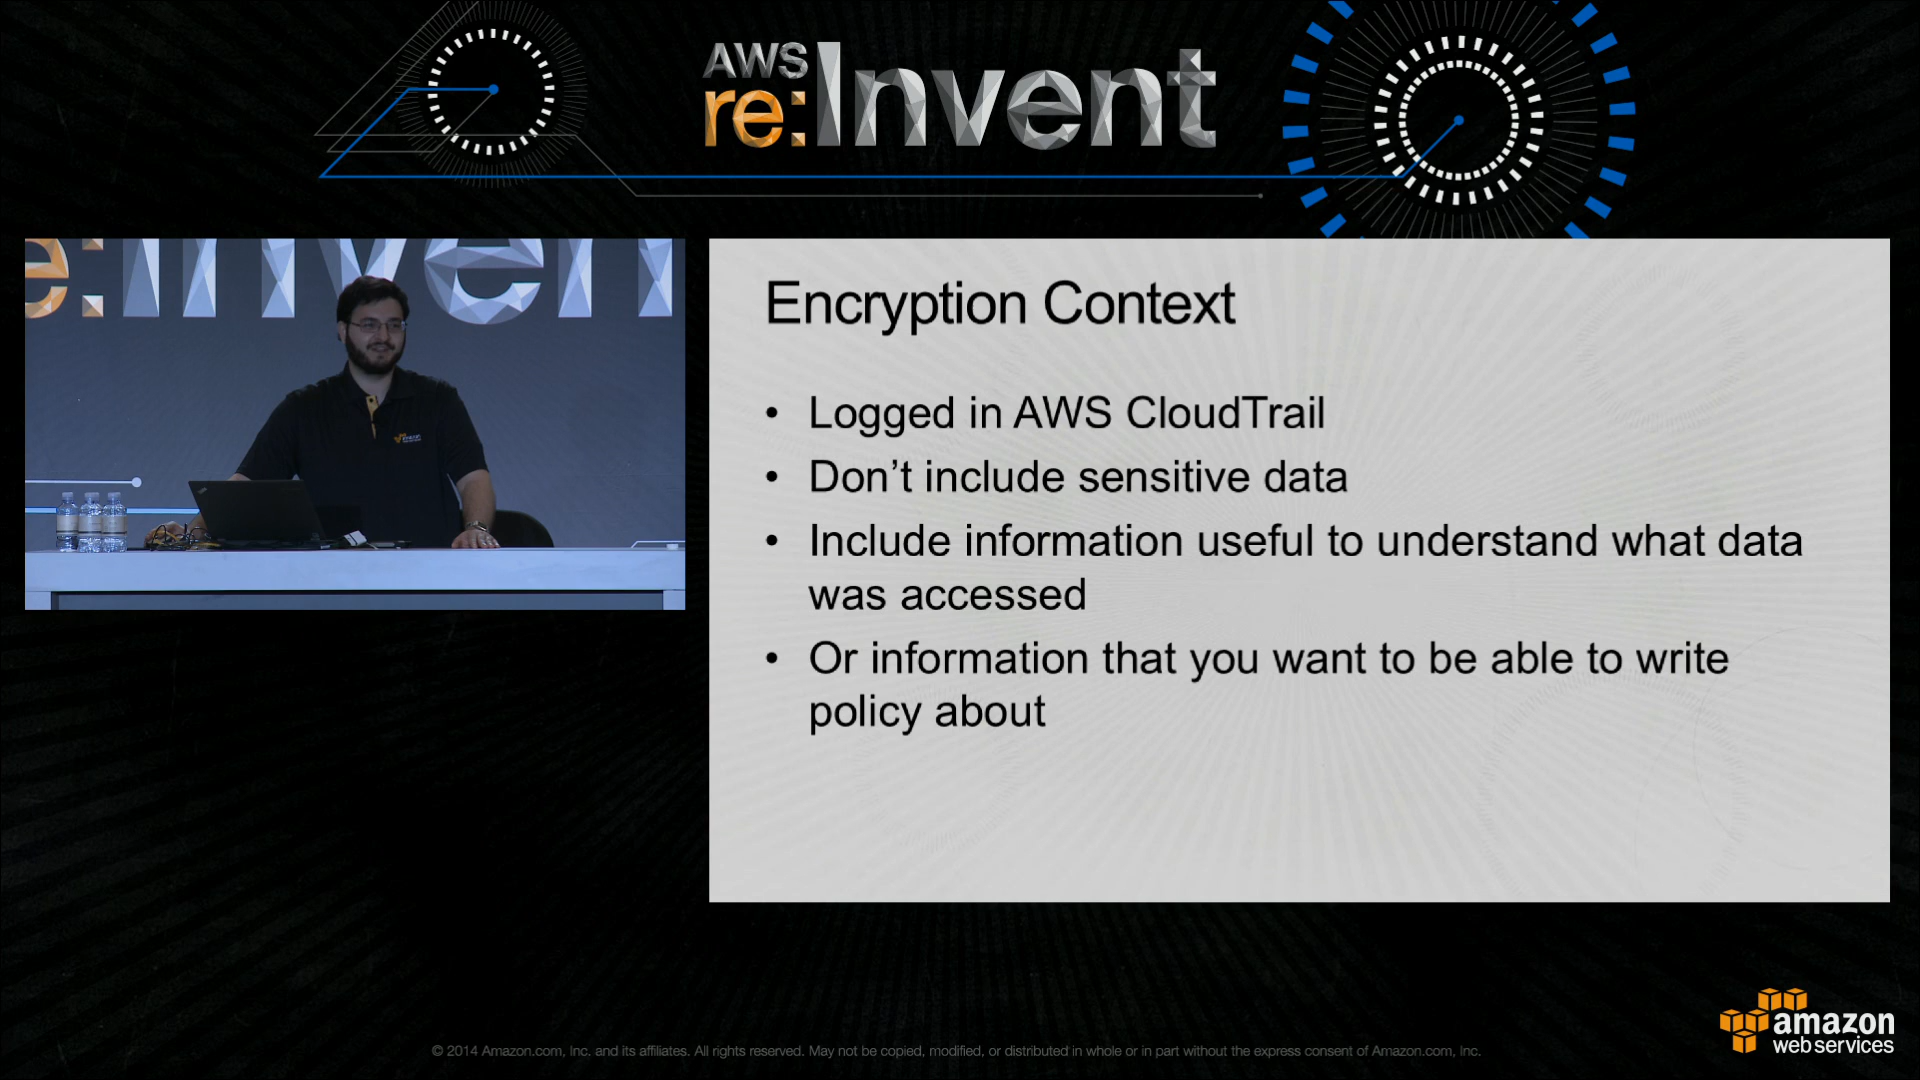 AWS
re:Invent
e:Inven
amazon
Encryption Context
• Logged in AWS CloudTrail
• Don’t include sensitive data
• Include information useful to understand what data
was accessed
• Or information that you want to be able to write
policy about
amazon
web services
© 2014 Amazon.com, Inc. and its affiliates. All rights reserved. May not be copied, modified, or distributed in whole or in part without the express consent of Amazon.com, Inc.